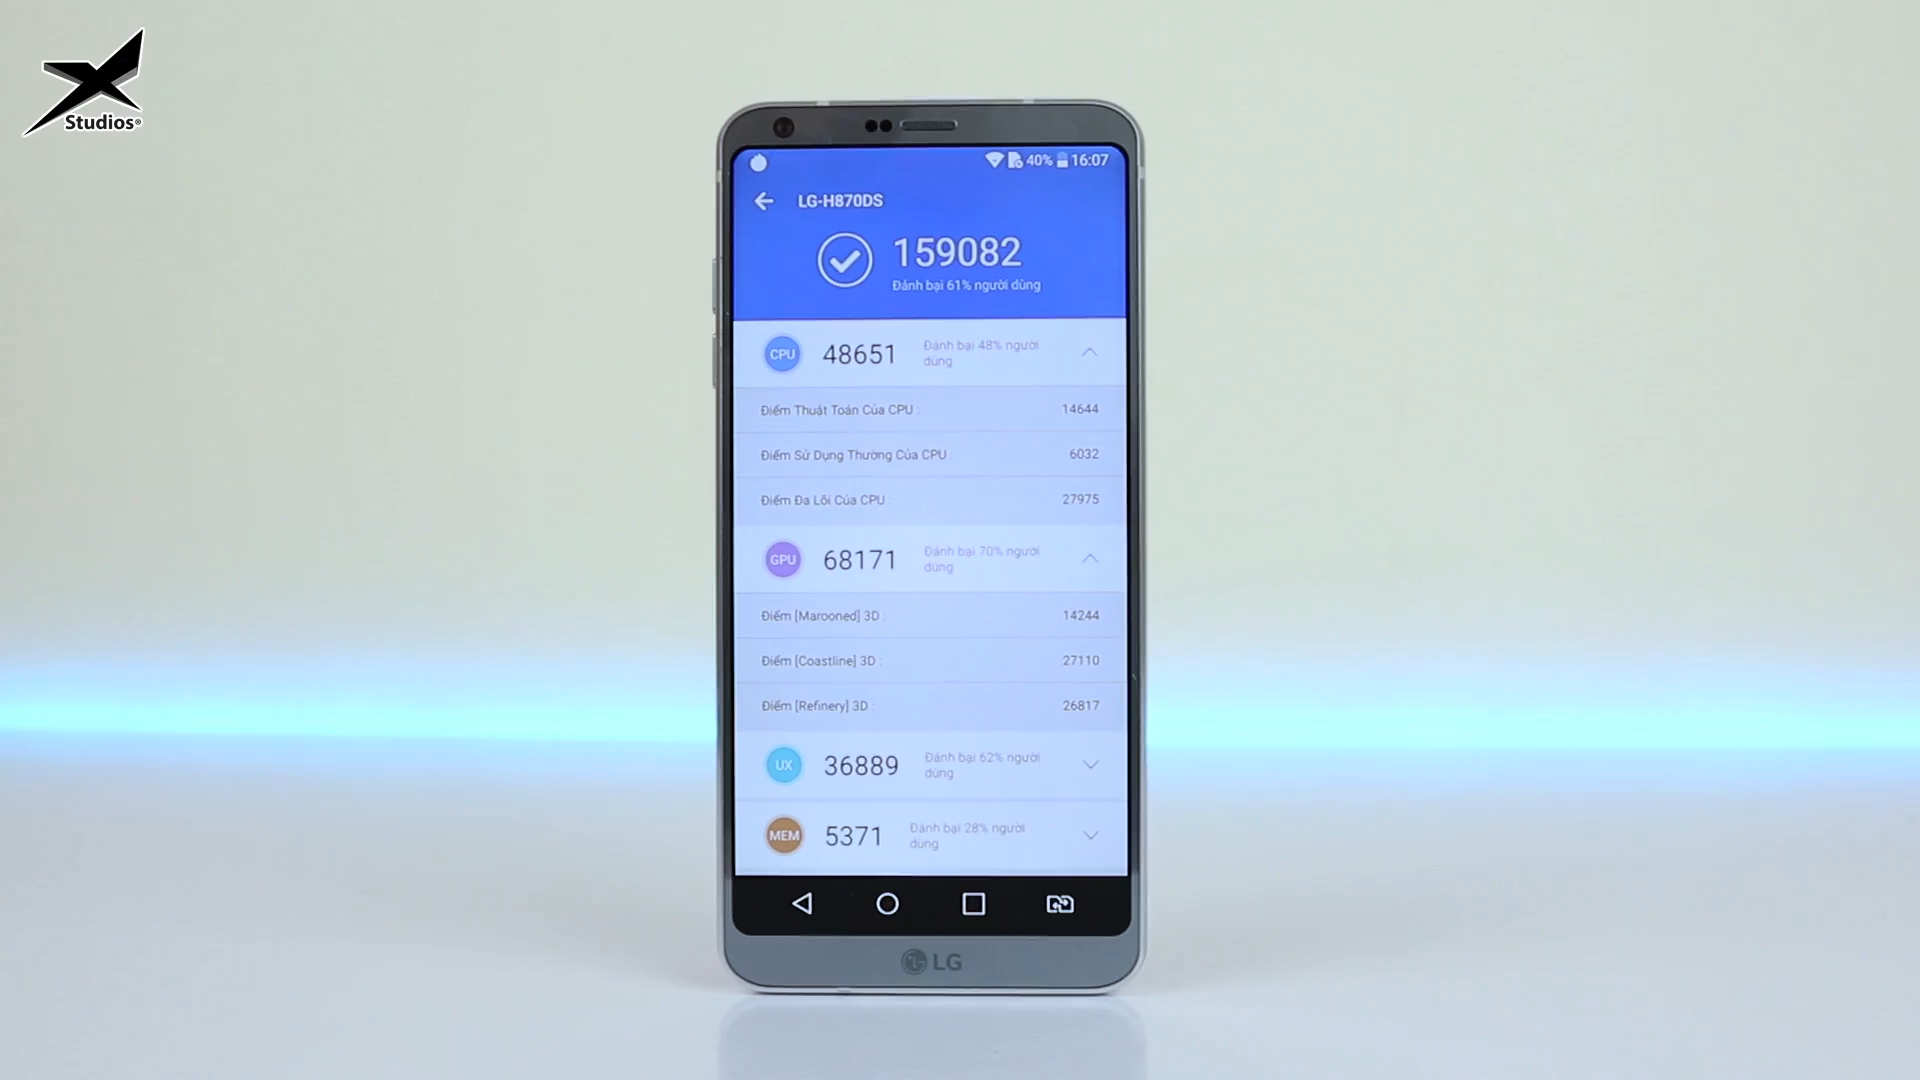 Studios®
40% 16:07
LG-H870DS
159082
Đánh bại 61% người dùng
CPU 48651 Đánh bại 48% người
dùng
Điểm Thuật Toán Của CPU : 14644
Điểm Sử Dụng Thường Của CPU : 6032
Điểm Đa Lõi Của CPU : 27975
GPU 68171 Đánh bại 70% người
dùng
Điểm [Marooned] 3D : 14244
Điểm [Coastline] 3D : 27110
Điểm [Refinery] 3D : 26817
UX 36889 Đánh bại 62% người
dùng
MEM 5371 Đánh bại 28% người
dùng
LG